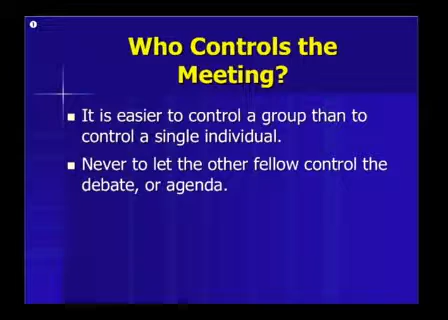 Who Controls the
Meeting?
It is easier to control a group than to
control a single individual.
Never to let the other fellow control the
debate, or agenda.